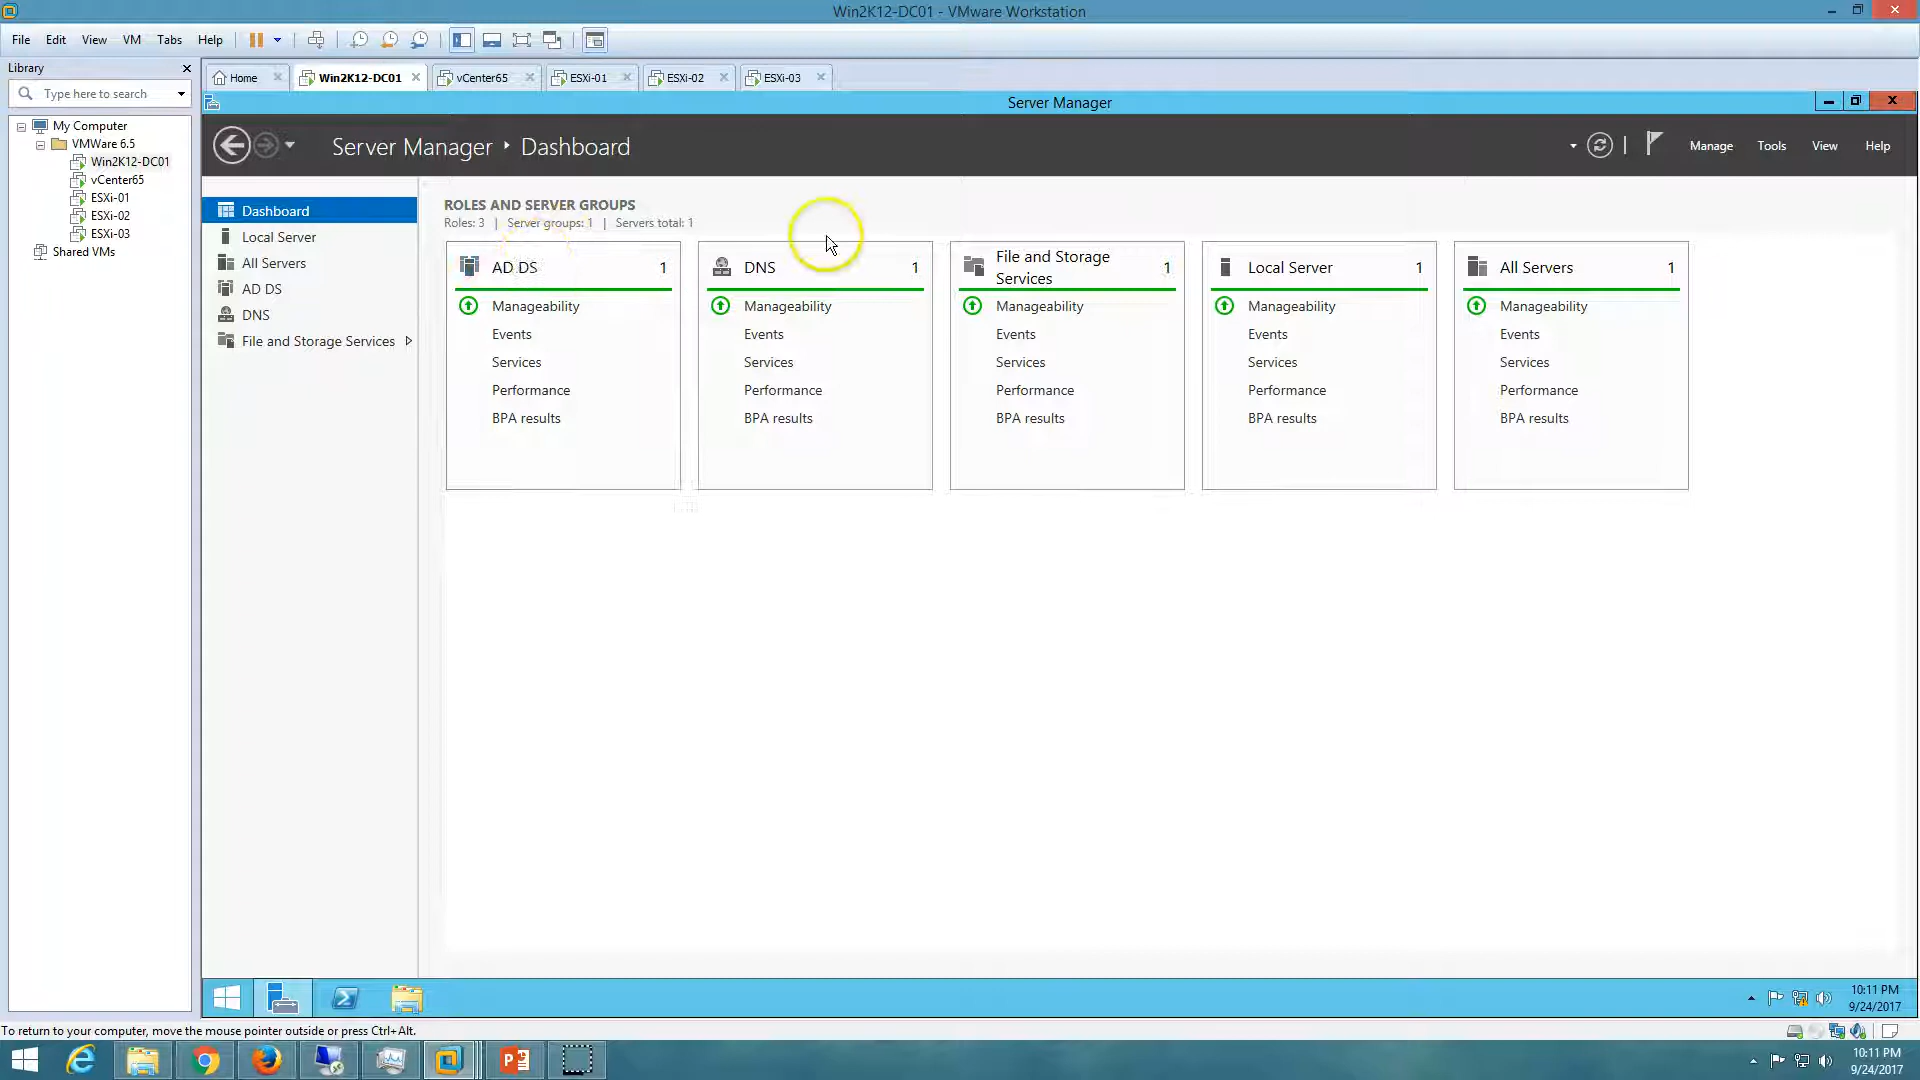 Win2K12-DC01 - VMware Workstation
File Edit View VM Tabs Help
Library
Type here to search
My Computer
VMWare 6.5
Win2K12-DC01
vCenter65
ESXi-01
ESXi-02
ESXi-03
Shared VMs
Home Win2K12-DC01 vCenter65 ESXi-01 ESXi-02 ESXi-03
Server Manager
Server Manager Dashboard
Manage Tools View Help
Dashboard
Local Server
All Servers
AD DS
DNS
File and Storage Services
ROLES AND SERVER GROUPS
Roles: 3 | Server groups: 1 | Servers total: 1
AD DS 1
Manageability
Events
Services
Performance
BPA results
DNS 1
Manageability
Events
Services
Performance
BPA results
File and Storage
Services 1
Manageability
Events
Services
Performance
BPA results
Local Server 1
Manageability
Events
Services
Performance
BPA results
All Servers 1
Manageability
Events
Services
Performance
BPA results
10:11 PM
9/24/2017
To return to your computer, move the mouse pointer outside or press Ctrl+Alt.
10:11 PM
9/24/2017